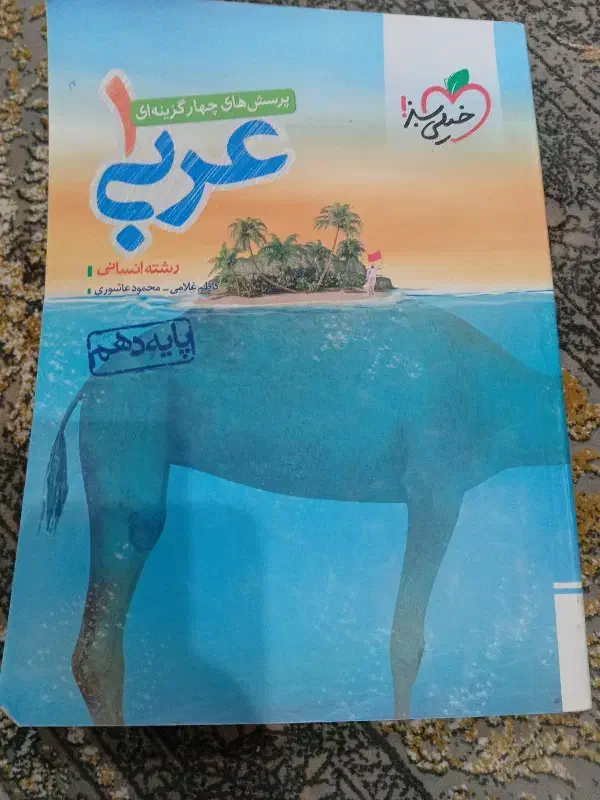 خیلی سبز!
پرسش‌های چهارگزینه‌ای
عربی ۱
رشته انسانی
کاظم غلامی - محمود عاشوری
پایه دهم